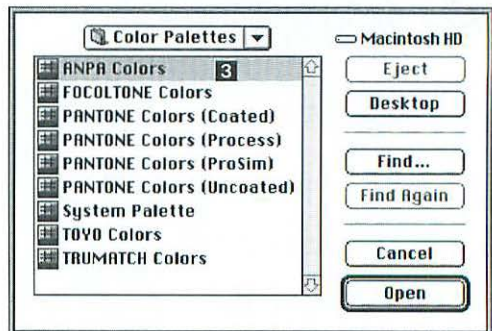 Color Palettes
Macintosh HD
ANPA Colors
3
FOCOLTONE Colors
PANTONE Colors (Coated)
PANTONE Colors (Process)
PANTONE Colors (ProSim)
PANTONE Colors (Uncoated)
System Palette
TOYO Colors
TRUMATCH Colors
Eject
Desktop
Find...
Find Again
Cancel
Open